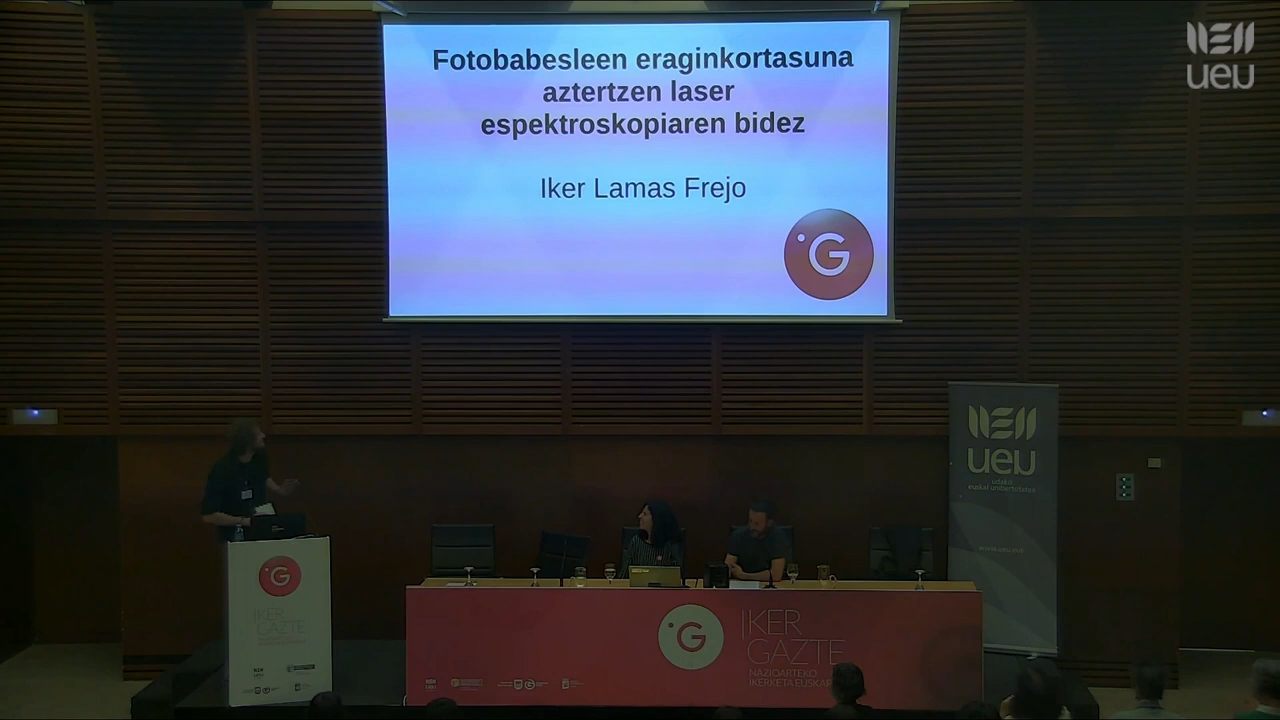 Fotobabesleen eraginkortasuna
aztertzen laser
espektroskopiaren bidez
Iker Lamas Frejo
G
ueu
ueu
udako
euskal unibertsitatea
G
IKER
GAZTE
G
IKER
GAZTE
NAZIOARTEKO
IKERKETA EUSKA